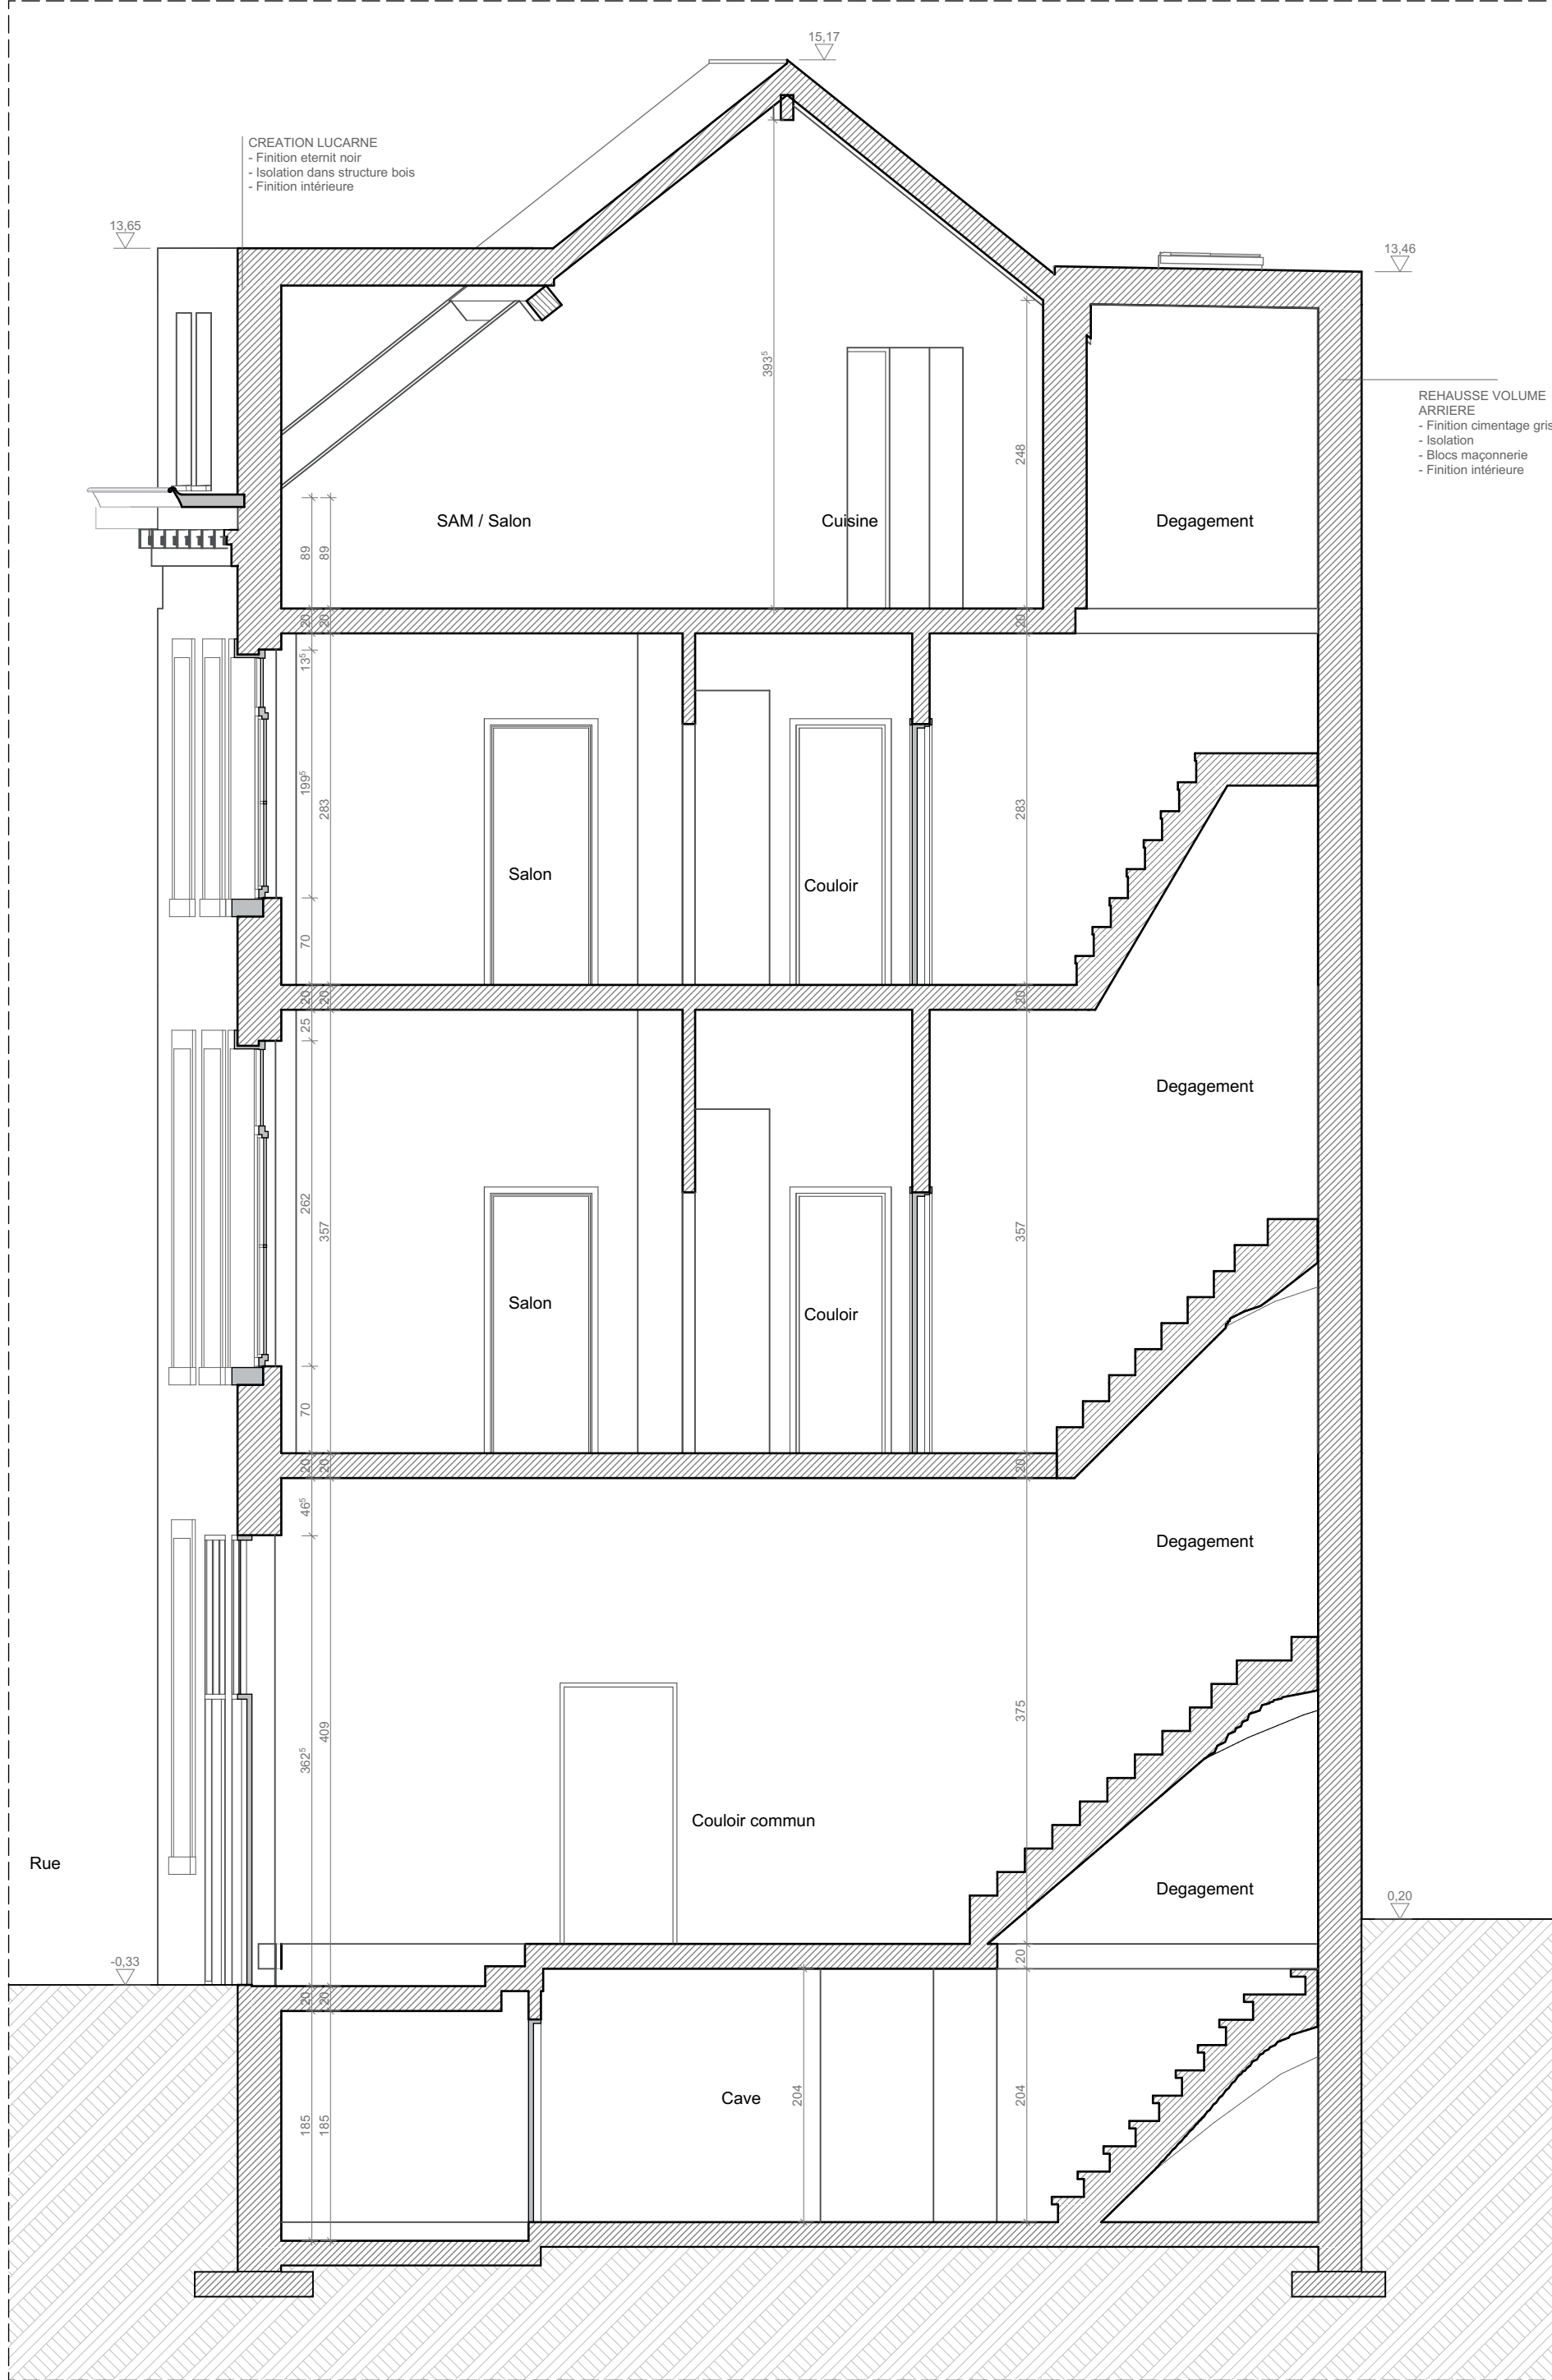 15,17
CREATION LUCARNE
- Finition eternit noir
- Isolation dans structure bois
- Finition intérieure
13,65
13,46
393⁵
REHAUSSE VOLUME
ARRIERE
- Finition cimentage gris
- Isolation
- Blocs maçonnerie
- Finition intérieure
248
SAM / Salon
Cuisine
Degagement
89
89
20
20
20
13⁵
199⁵
283
283
Salon
Couloir
70
20
20
20
25
Degagement
262
357
357
Salon
Couloir
70
20
20
20
46⁵
Degagement
362⁵
409
375
Couloir commun
Rue
Degagement
0,20
-0,33
20
20
20
185
185
Cave
204
204